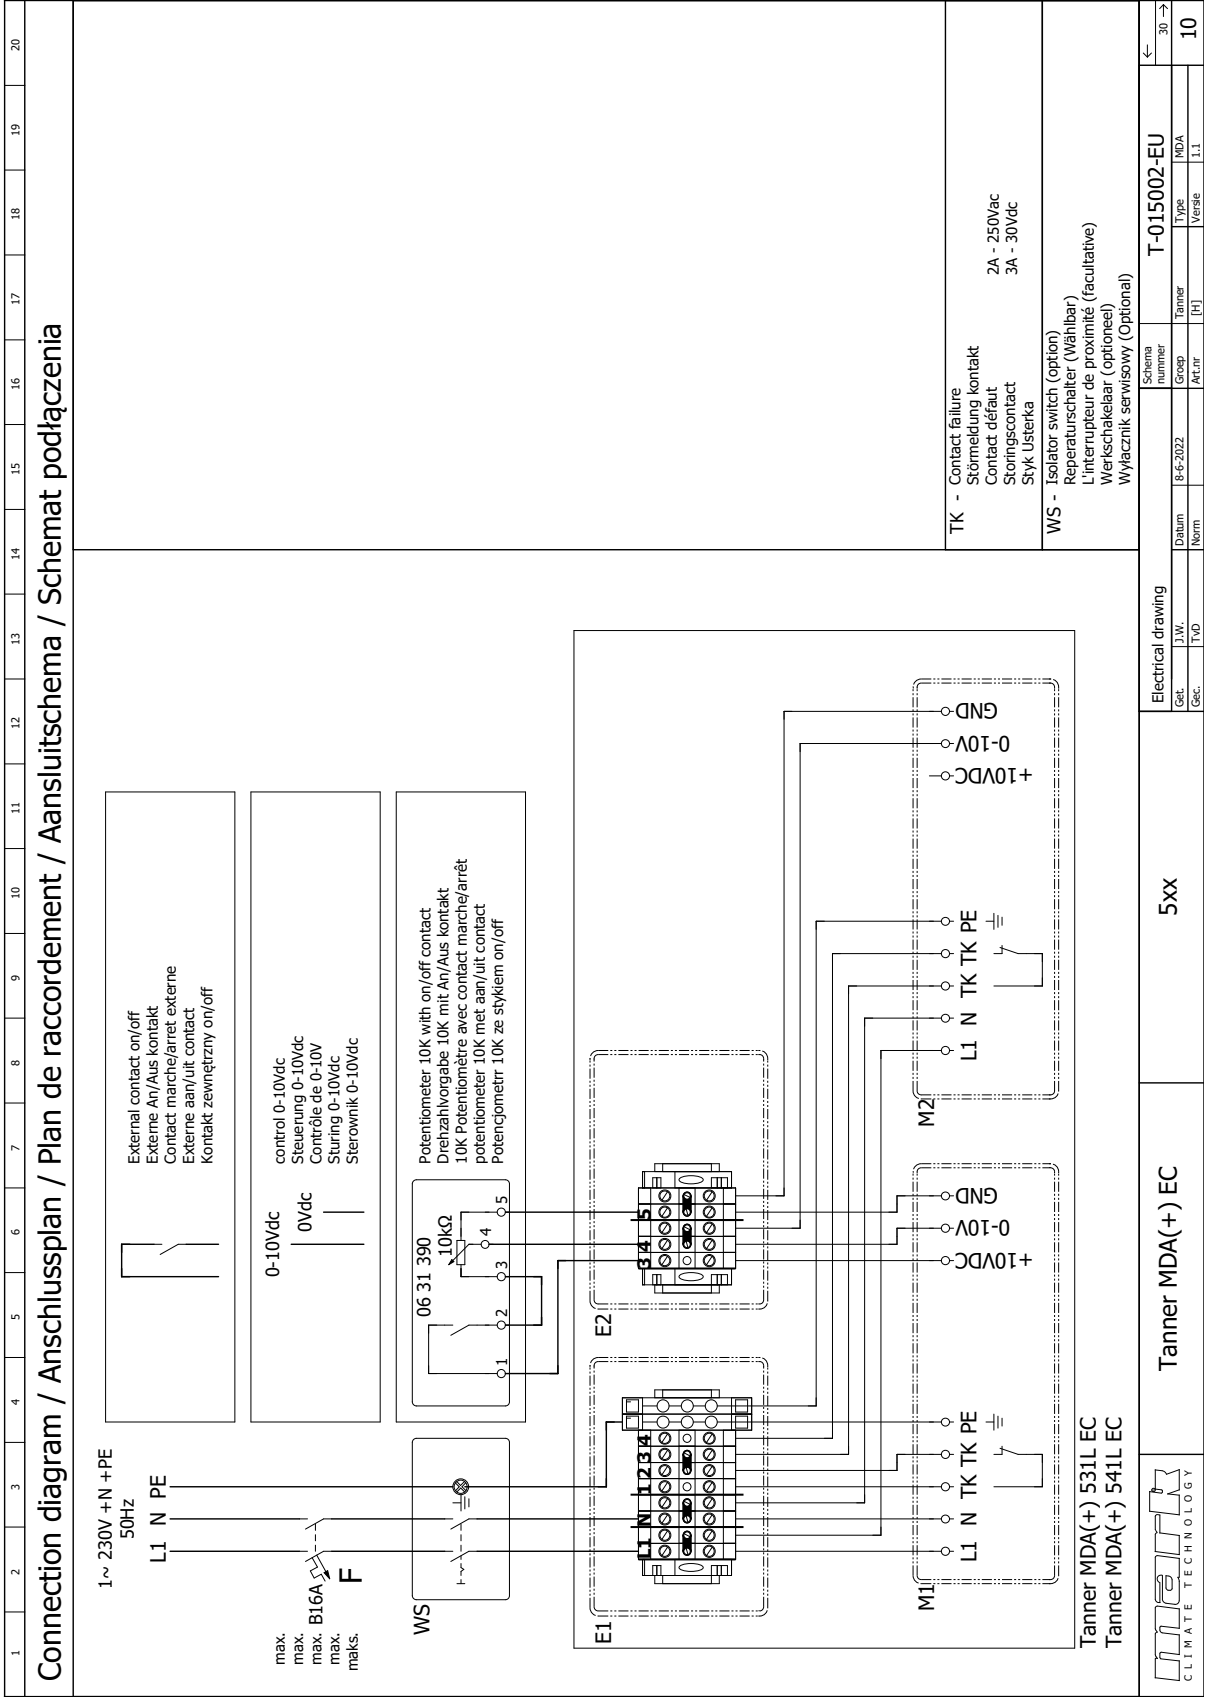 1 2 3 4 5 6 7 8 9 10 11 12 13 14 15 16 17 18 19 20
Connection diagram / Anschlussplan / Plan de raccordement / Aansluitschema / Schemat podłączenia
1~ 230V +N +PE
50Hz
L1 N PE
max.
max.
max. B16A
max.
maks.
F
WS
External contact on/off
Externe An/Aus kontakt
Contact marche/arret externe
Externe aan/uit contact
Kontakt zewnętrzny on/off
0-10Vdc
0Vdc
control 0-10Vdc
Steuerung 0-10Vdc
Contrôle de 0-10V
Sturing 0-10Vdc
Sterownik 0-10Vdc
06 31 390
10kΩ
1 2 3 4 5
Potentiometer 10K with on/off contact
Drehzahlvorgabe 10K mit An/Aus kontakt
10K Potentiomètre avec contact marche/arrêt
potentiometer 10K met aan/uit contact
Potencjometrr 10K ze stykiem on/off
E1
L1 N 1 2 3 4
E2
3 4 5
M1
L1 N TK TK PE
+10VDC
0-10V
GND
M2
L1 N TK TK PE
+10VDC
0-10V
GND
Tanner MDA(+) 531L EC
Tanner MDA(+) 541L EC
TK - Contact failure
Störmeldung kontakt
Contact défaut 2A - 250Vac
Storingscontact 3A - 30Vdc
Styk Usterka
WS - Isolator switch (option)
Reperaturschalter (Wählbar)
L'interrupteur de proximité (facultative)
Werkschakelaar (optioneel)
Wyłacznik serwisowy (Optional)
mark
CLIMATE TECHNOLOGY
Tanner MDA(+) EC
5xx
Electrical drawing
Get. J.W. Datum 8-6-2022
Gec. TvD Norm
Schema
nummer
T-015002-EU
Groep Tanner Type MDA
Art.nr [H] Versie 1.1
← 30 →
10